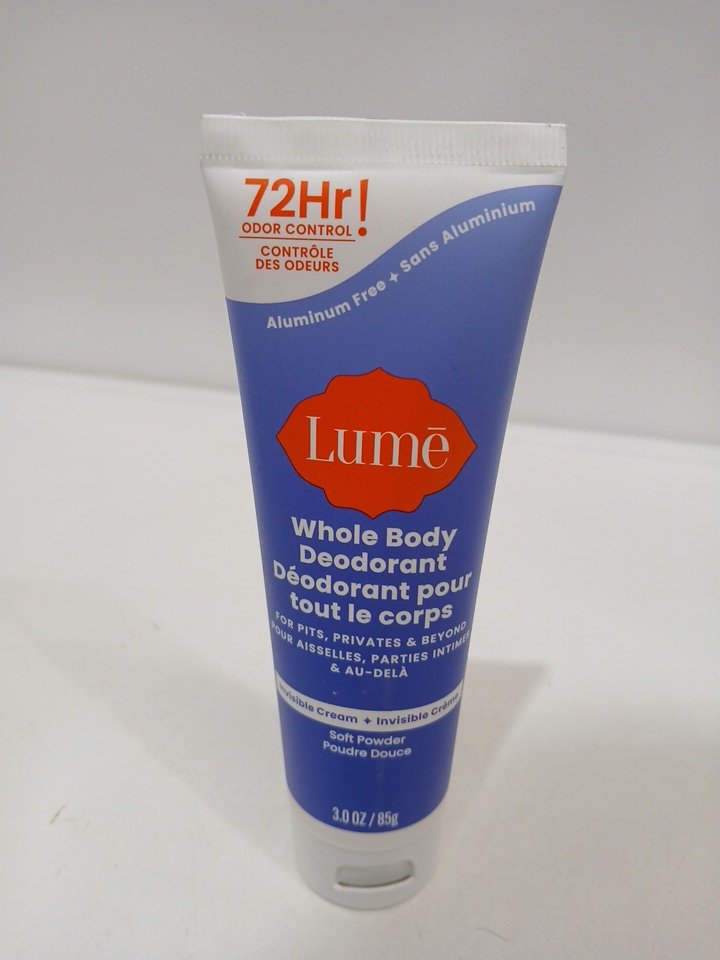 72Hr!
ODOR CONTROL
CONTRÔLE
DES ODEURS
Aluminum Free ✦ Sans Aluminium
Lumē
Whole Body
Deodorant
Déodorant pour
tout le corps
FOR PITS, PRIVATES & BEYOND
POUR AISSELLES, PARTIES INTIMES
& AU-DELÀ
Invisible Cream ✦ Invisible Crème
Soft Powder
Poudre Douce
3.0 OZ / 85g